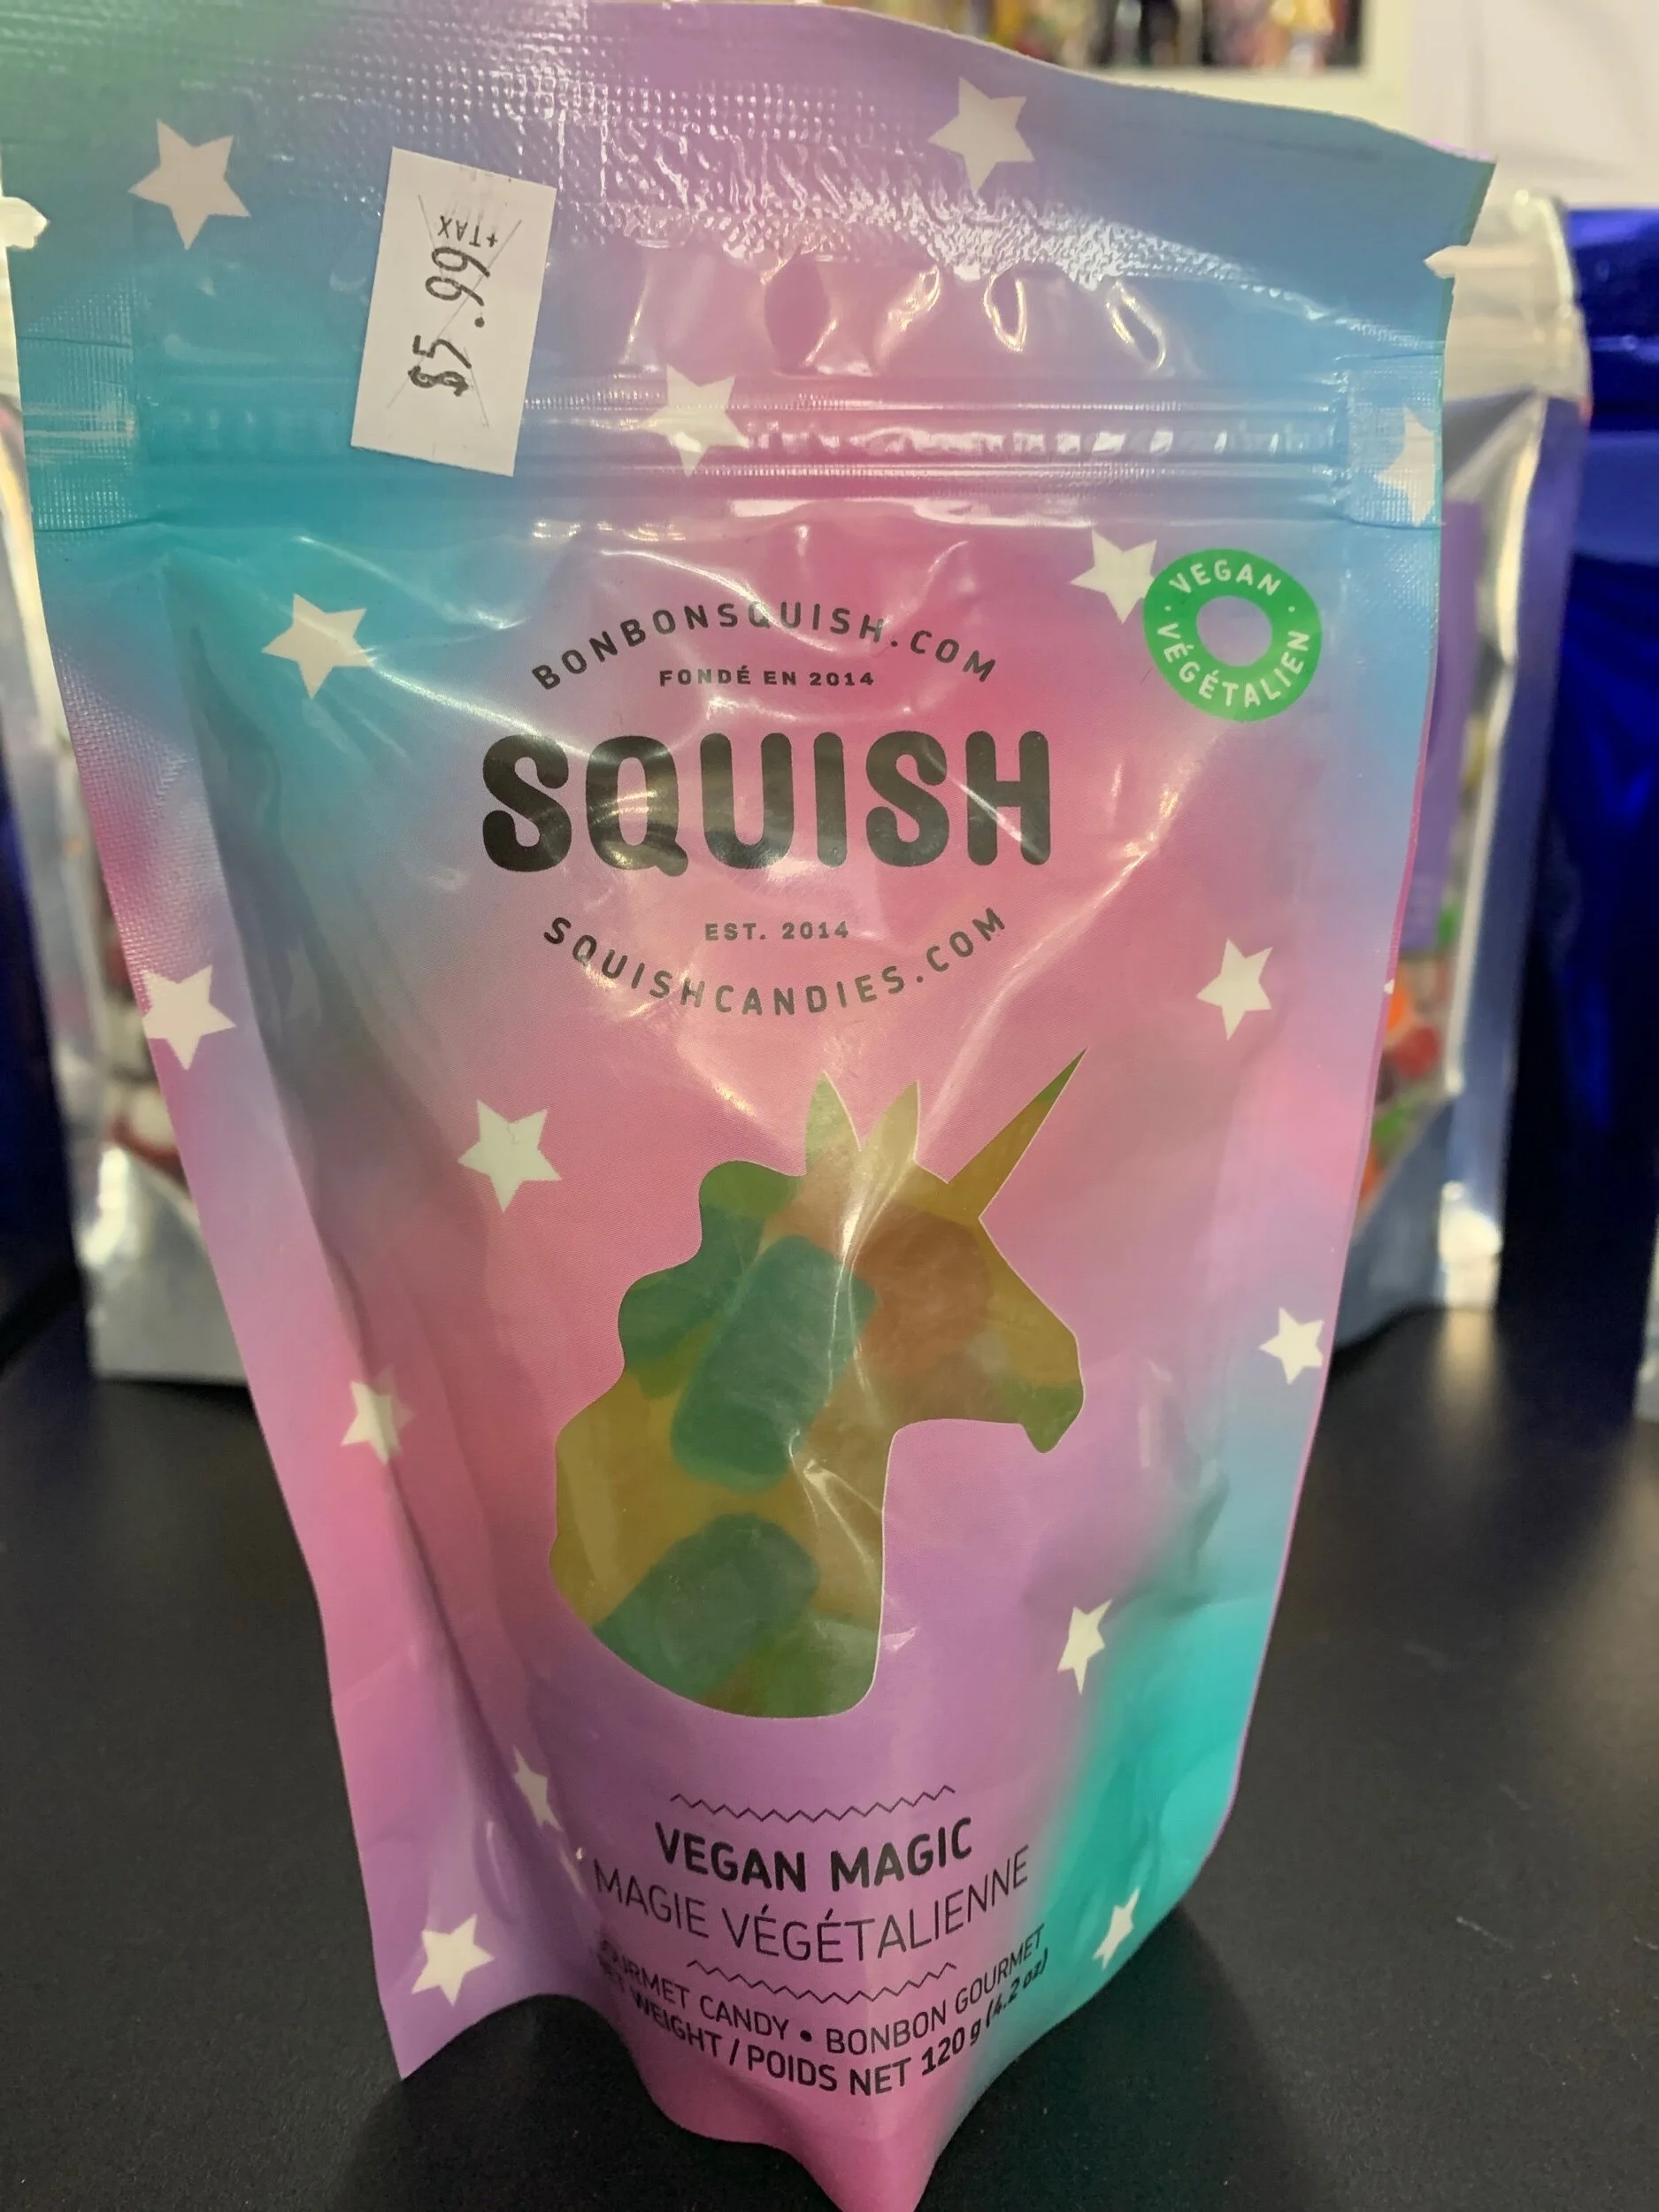 $5.99
+TAX
BONBONSQUISH.COM
FONDÉ EN 2014
SQUISH
EST. 2014
SQUISHCANDIES.COM
VEGAN
VÉGÉTALIEN
VEGAN MAGIC
MAGIE VÉGÉTALIENNE
CANDY • BONBON GOURMET
WEIGHT / POIDS NET 120 g (4.2 oz)